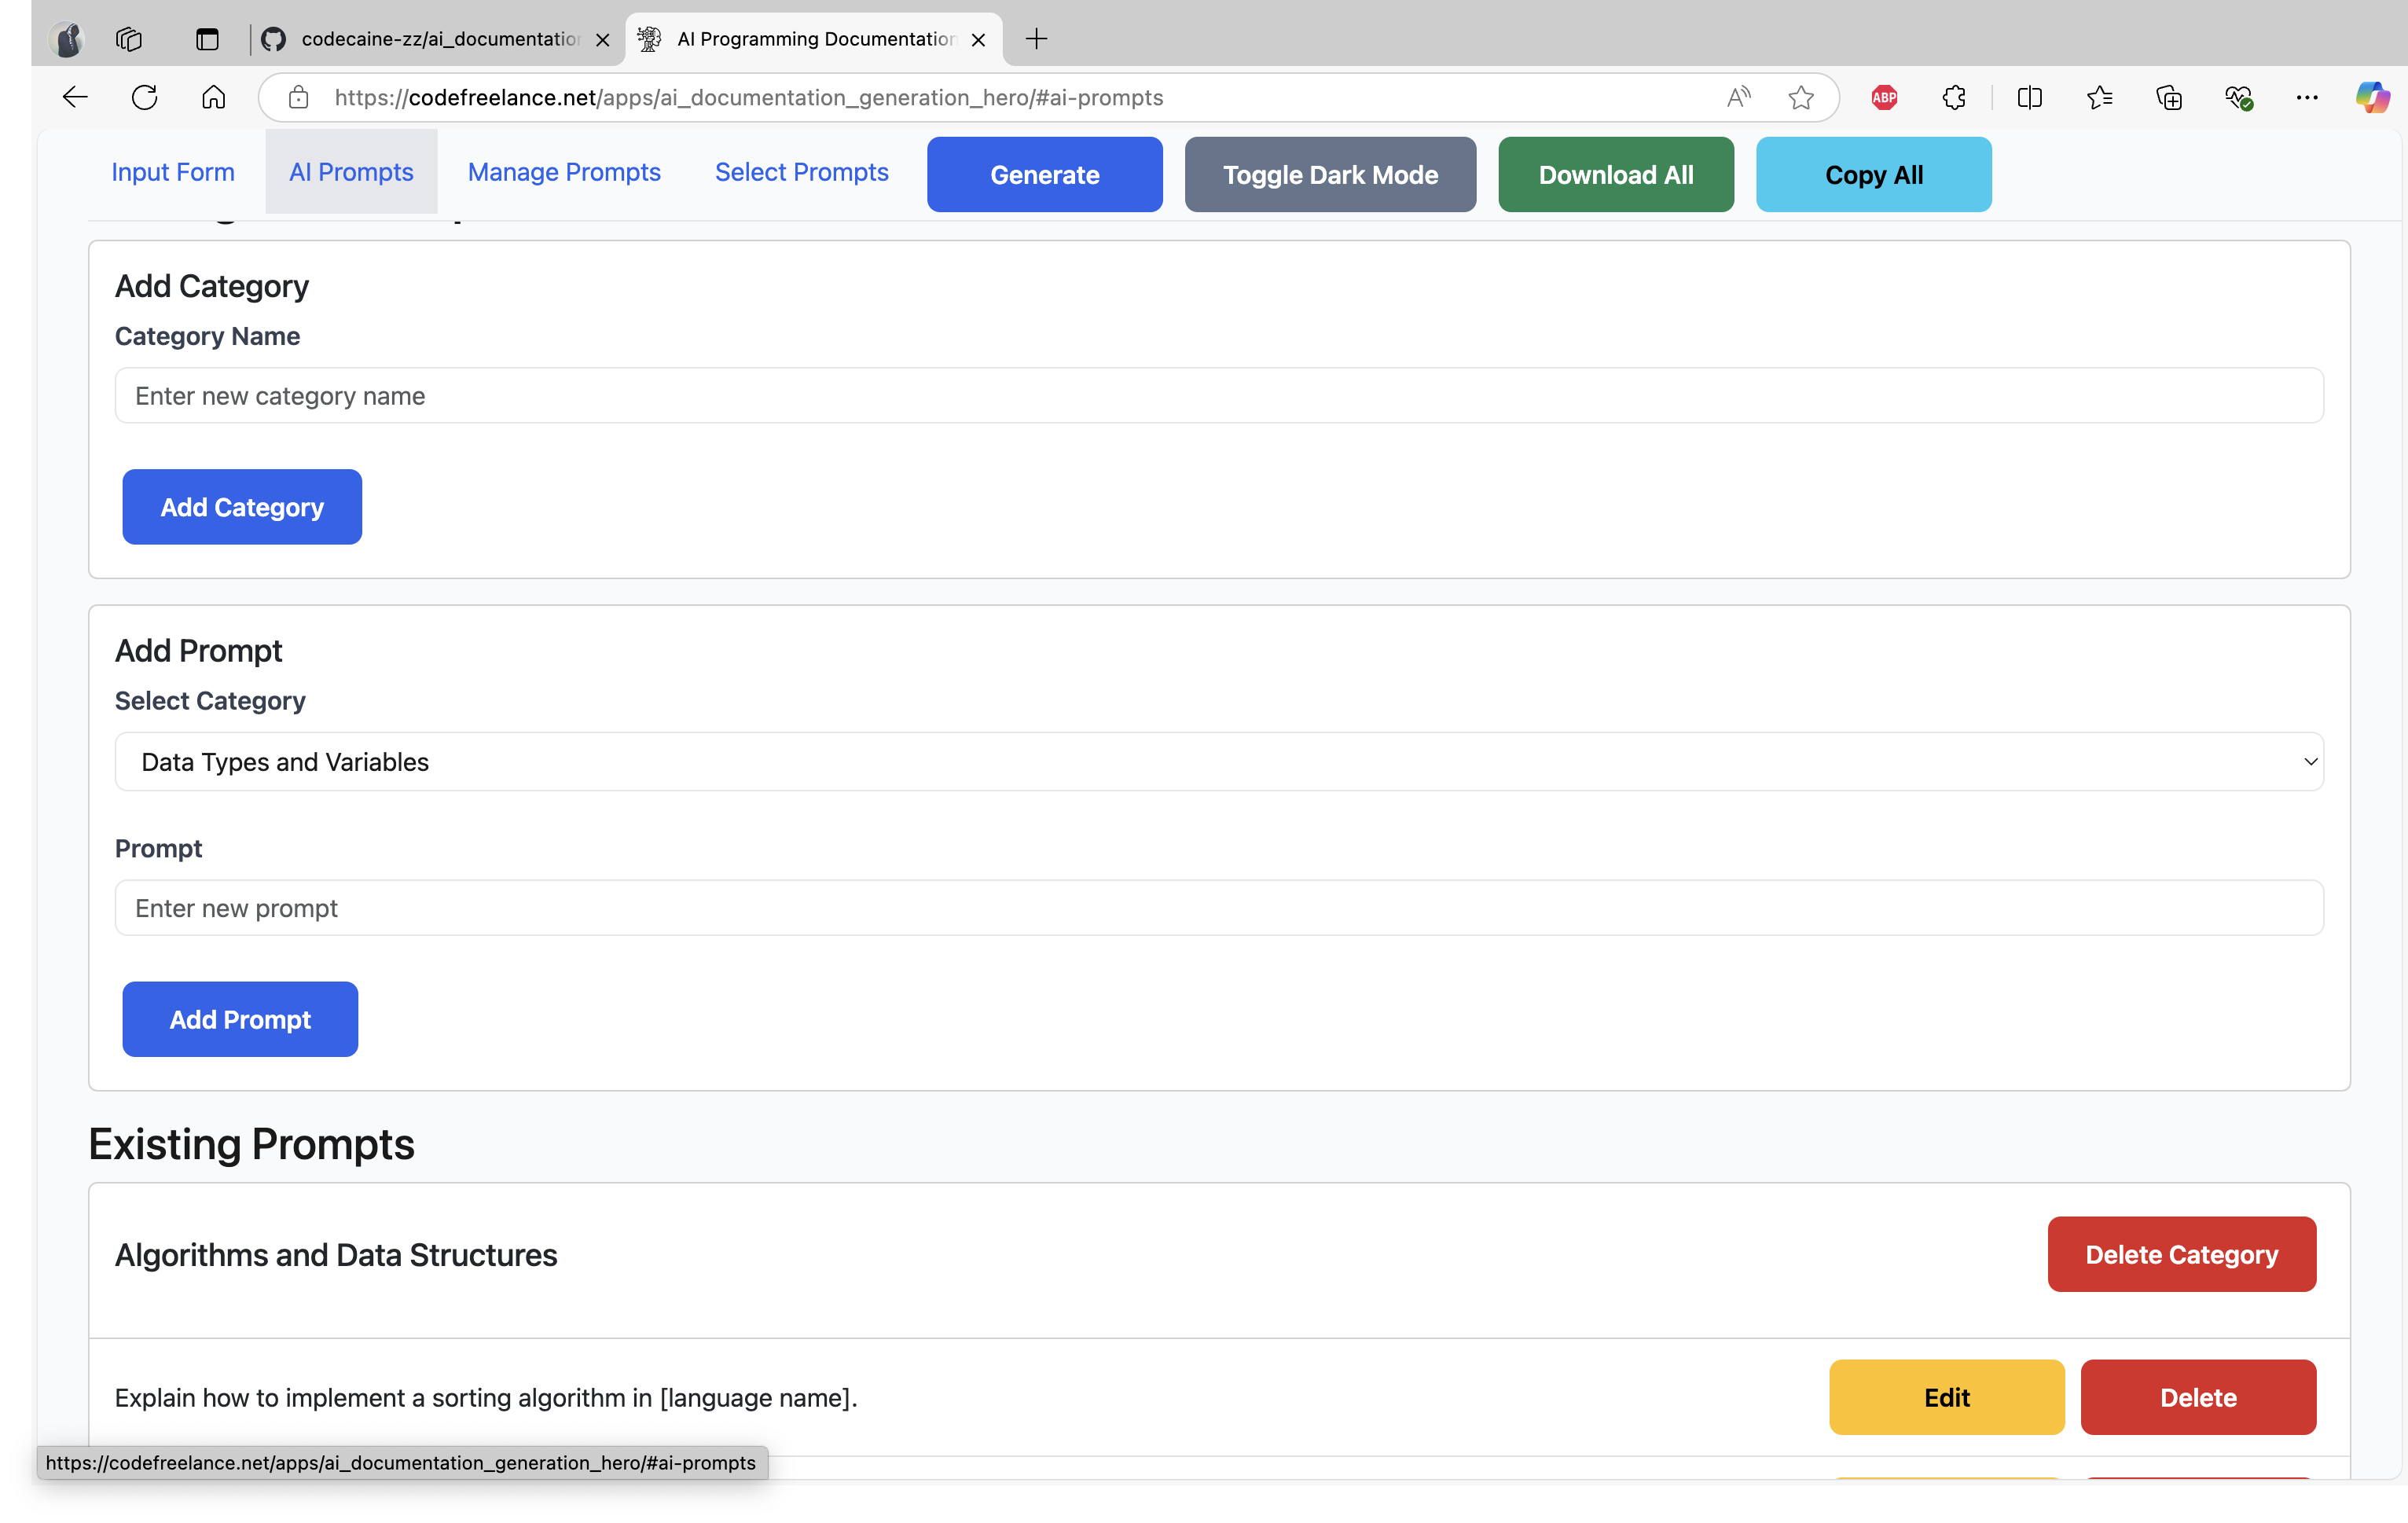 codecaine-zz/ai_documentation
AI Programming Documentation
https://codefreelance.net/apps/ai_documentation_generation_hero/#ai-prompts
ABP
Input Form
AI Prompts
Manage Prompts
Select Prompts
Generate
Toggle Dark Mode
Download All
Copy All
Add Category
Category Name
Enter new category name
Add Category
Add Prompt
Select Category
Data Types and Variables
Prompt
Enter new prompt
Add Prompt
Existing Prompts
Algorithms and Data Structures
Delete Category
Explain how to implement a sorting algorithm in [language name].
Edit
Delete
https://codefreelance.net/apps/ai_documentation_generation_hero/#ai-prompts